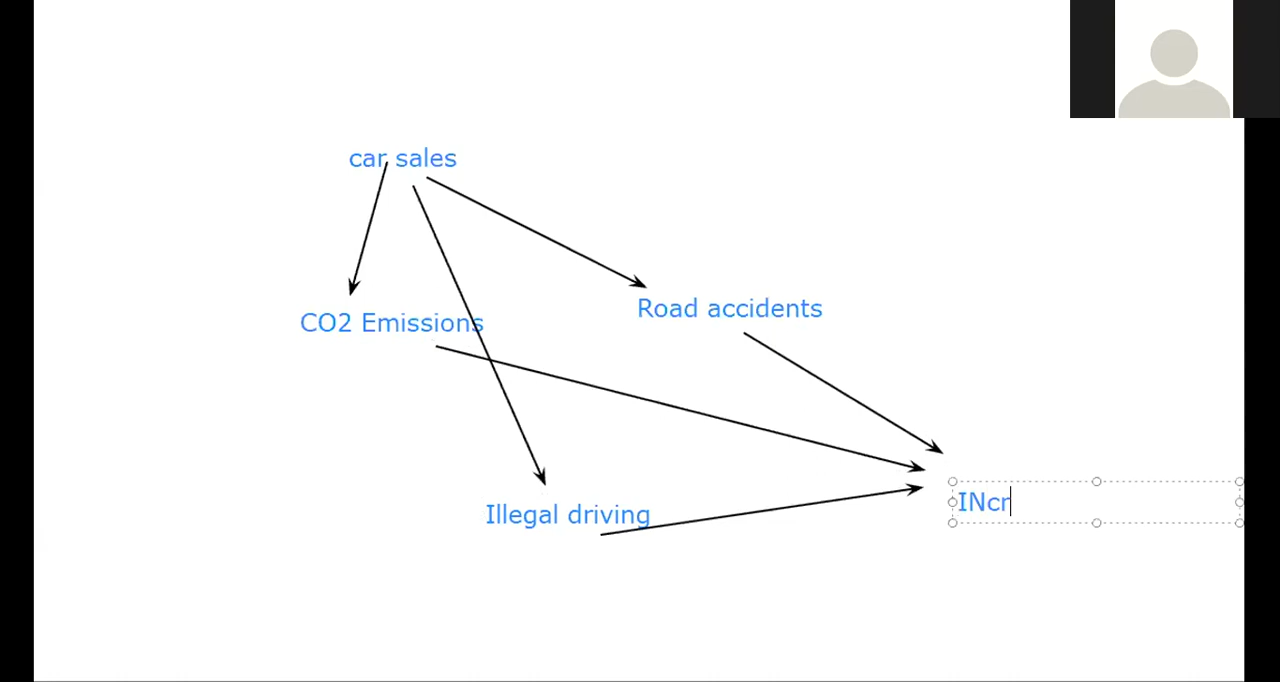 car sales
Road accidents
CO2 Emissions
INcr
Illegal driving